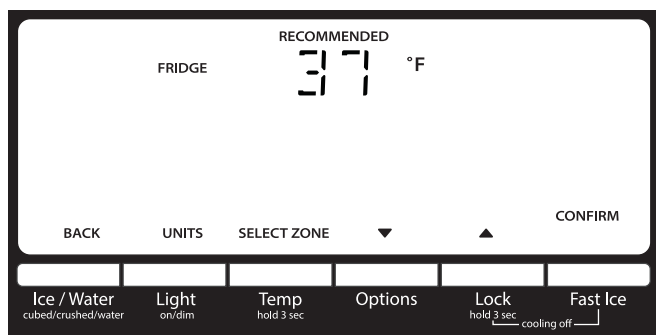 RECOMMENDED
FRIDGE 37 °F
CONFIRM
BACK UNITS SELECT ZONE ▼ ▲
Ice / Water Light Temp Options Lock Fast Ice
cubed/crushed/water on/dim hold 3 sec hold 3 sec
cooling off